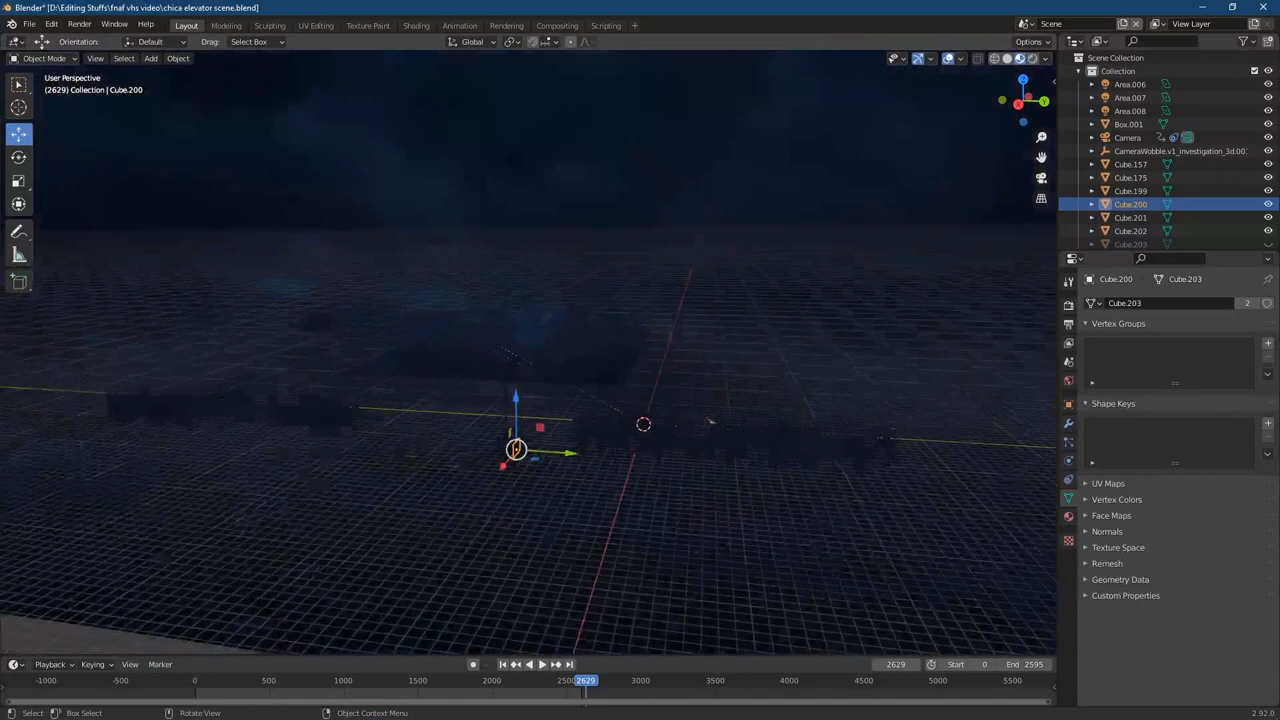 Blender* [D:\Editing Stuffs\fnaf vhs video\chica elevator scene.blend]
File Edit Render Window Help Layout Modeling Sculpting UV Editing Texture Paint Shading Animation Rendering Compositing Scripting + Scene View Layer
Orientation: Default Drag: Select Box Global Options
Object Mode View Select Add Object
User Perspective
(2629) Collection | Cube.200
Z
Y
Scene Collection
Collection
Area.006
Area.007
Area.008
Box.001
Camera
CameraWobble.v1_investigation_3d.00
Cube.157
Cube.175
Cube.199
Cube.200
Cube.201
Cube.202
Cube.203
Cube.200 Cube.203
Cube.203 2
Vertex Groups
Shape Keys
UV Maps
Vertex Colors
Face Maps
Normals
Texture Space
Remesh
Geometry Data
Custom Properties
Playback Keying View Marker 2629 Start 0 End 2595
-1000 -500 0 500 1000 1500 2000 250 2629 3000 3500 4000 4500 5000 5500
Select Box Select Rotate View Object Context Menu 2.92.0